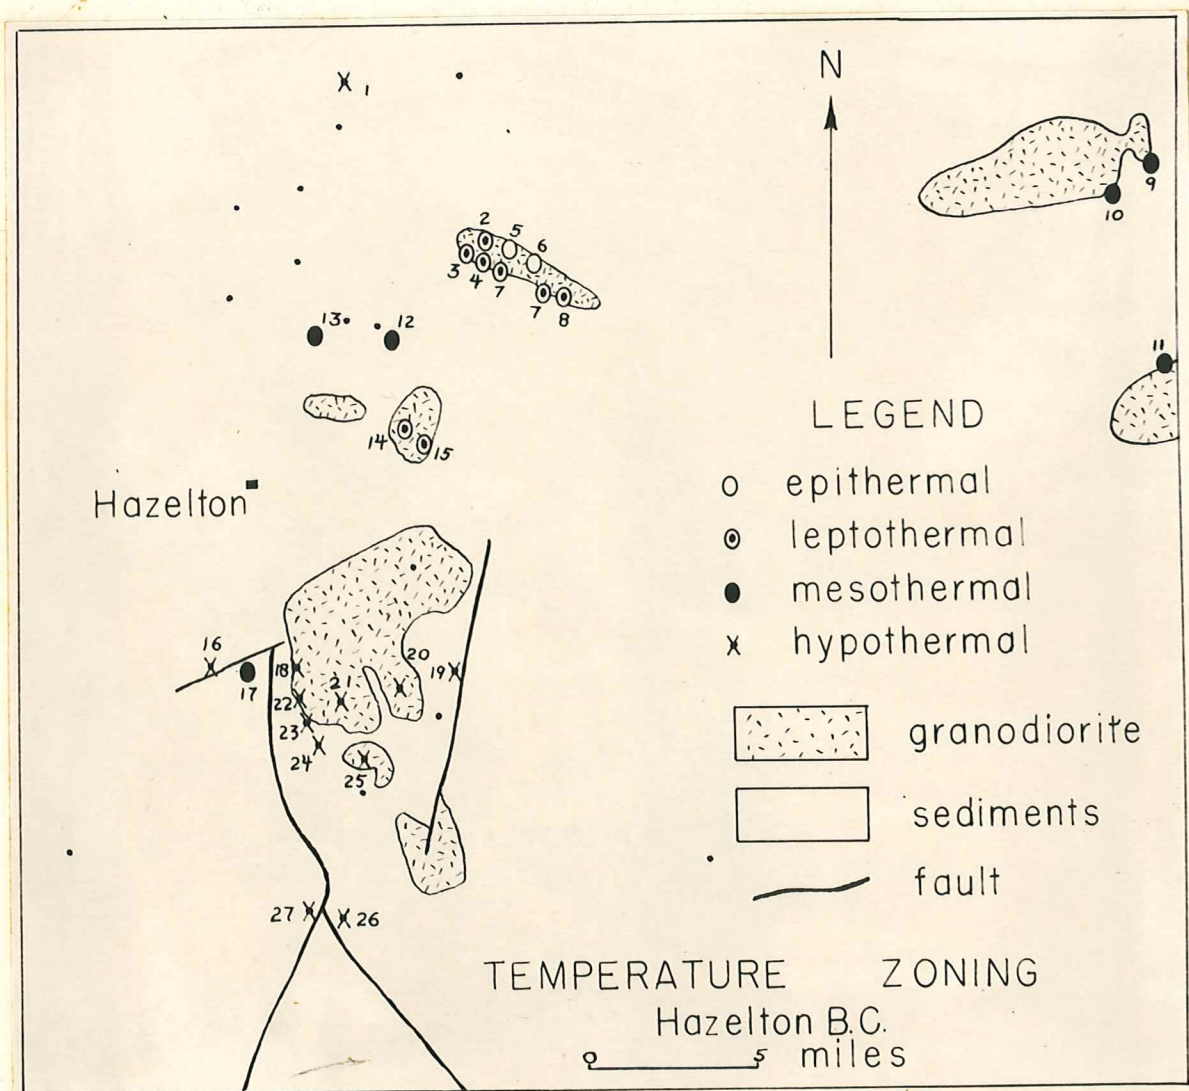 N
1
2
5
6
3
4
7
7
8
9
10
11
13
12
14
15
LEGEND
epithermal
leptothermal
mesothermal
hypothermal
granodiorite
sediments
fault
Hazelton
16
17
18
19
20
21
22
23
24
25
27
26
TEMPERATURE ZONING
Hazelton B.C.
0 5 miles